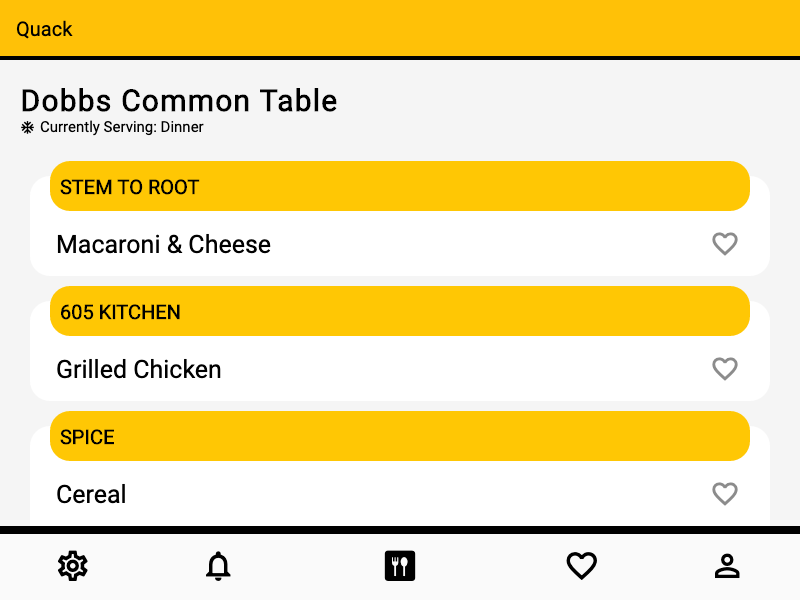 Quack
Dobbs Common Table
Currently Serving: Dinner
STEM TO ROOT
Macaroni & Cheese
605 KITCHEN
Grilled Chicken
SPICE
Cereal